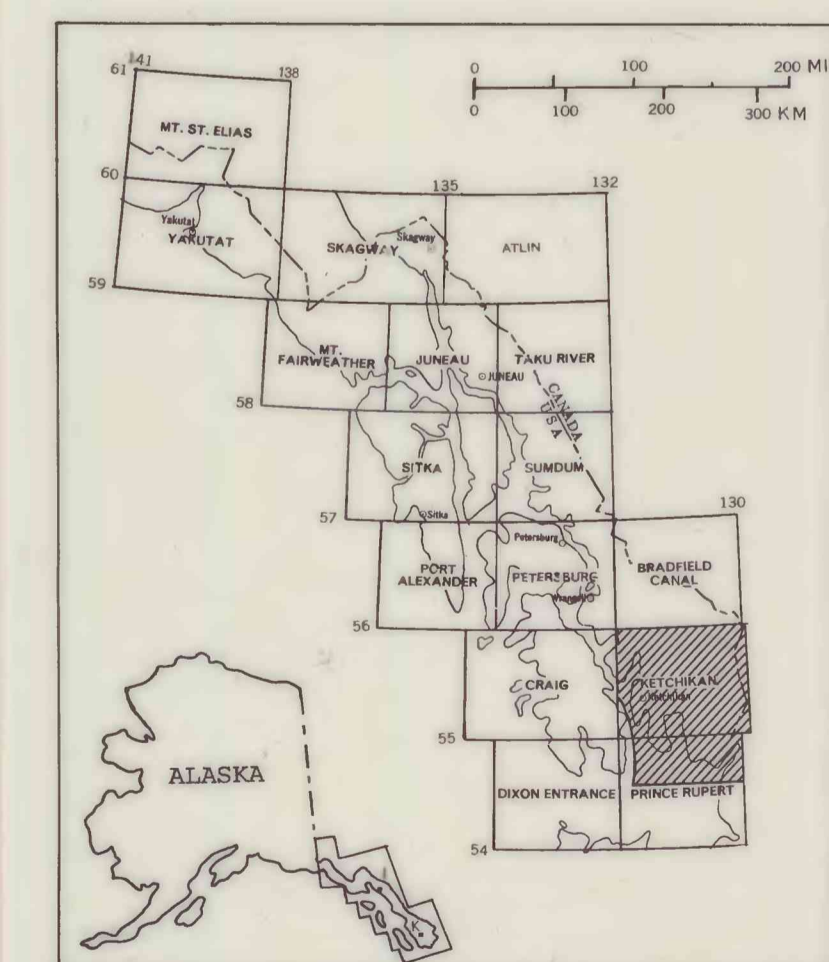 141
61
138
0 100 200 MI
0 100 200 300 KM
MT. ST. ELIAS
60
135
132
Yakutat
YAKUTAT
SKAGWAY
Skagway
ATLIN
59
MT.
FAIRWEATHER
JUNEAU
JUNEAU
TAKU RIVER
58
CANADA
USA
SITKA
SUMDUM
130
57
Sitka
Petersburg
PORT
ALEXANDER
PETERSBURG
Wrangell
BRADFIELD
CANAL
56
CRAIG
KETCHIKAN
Ketchikan
55
ALASKA
DIXON ENTRANCE
PRINCE RUPERT
54
K